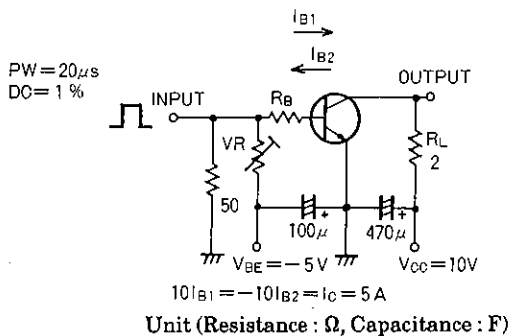 IB1
IB2
PW=20μs
DC=1%
INPUT
RB
OUTPUT
VR
RL
2
50
100μ
+
470μ
+
VBE=-5V
VCC=10V
10IB1=-10IB2=IC=5A
Unit (Resistance : Ω, Capacitance : F)